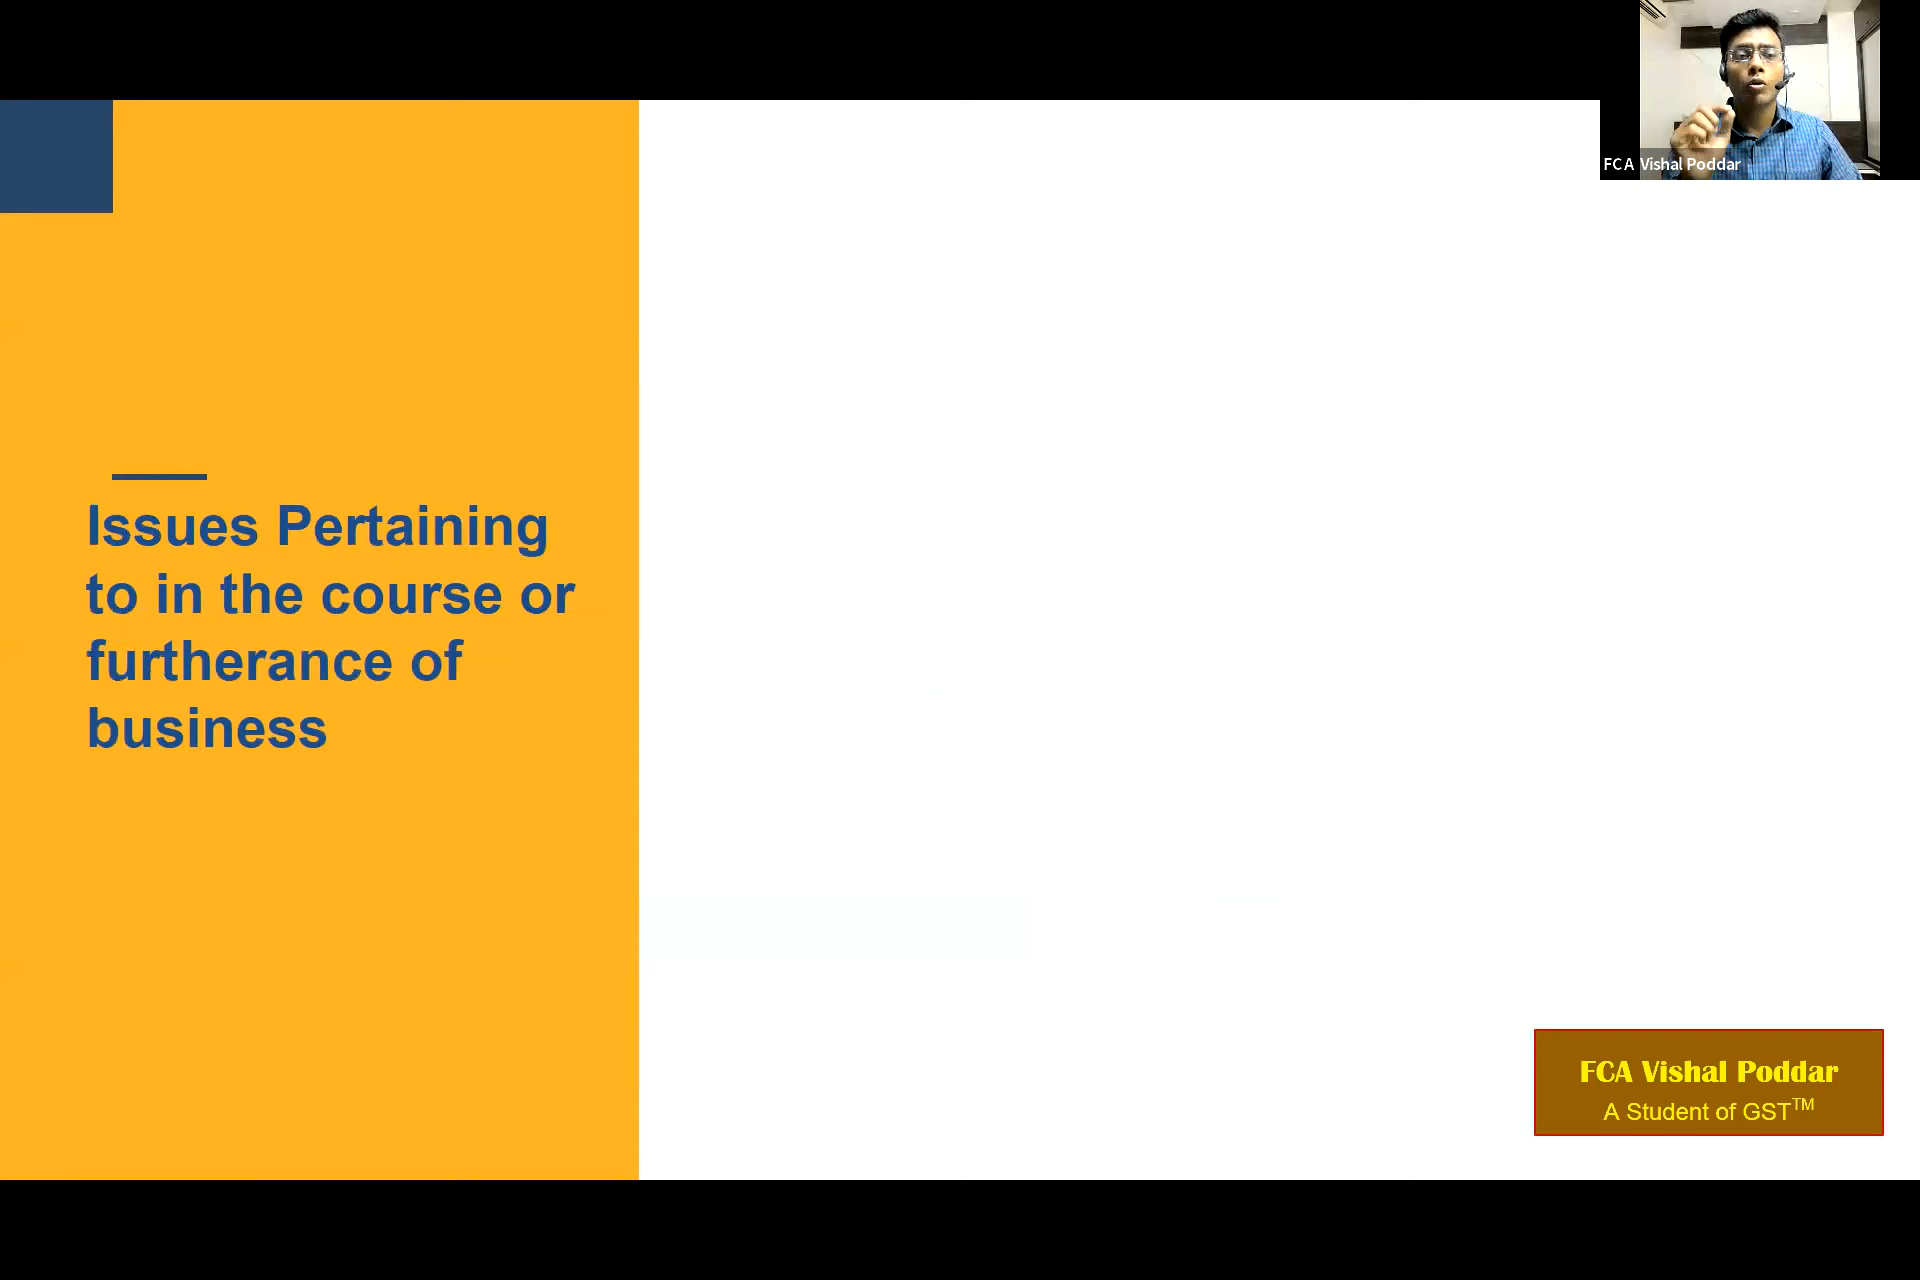 FCA Vishal Poddar
Issues Pertaining
to in the course or
furtherance of
business
FCA Vishal Poddar
A Student of GST™